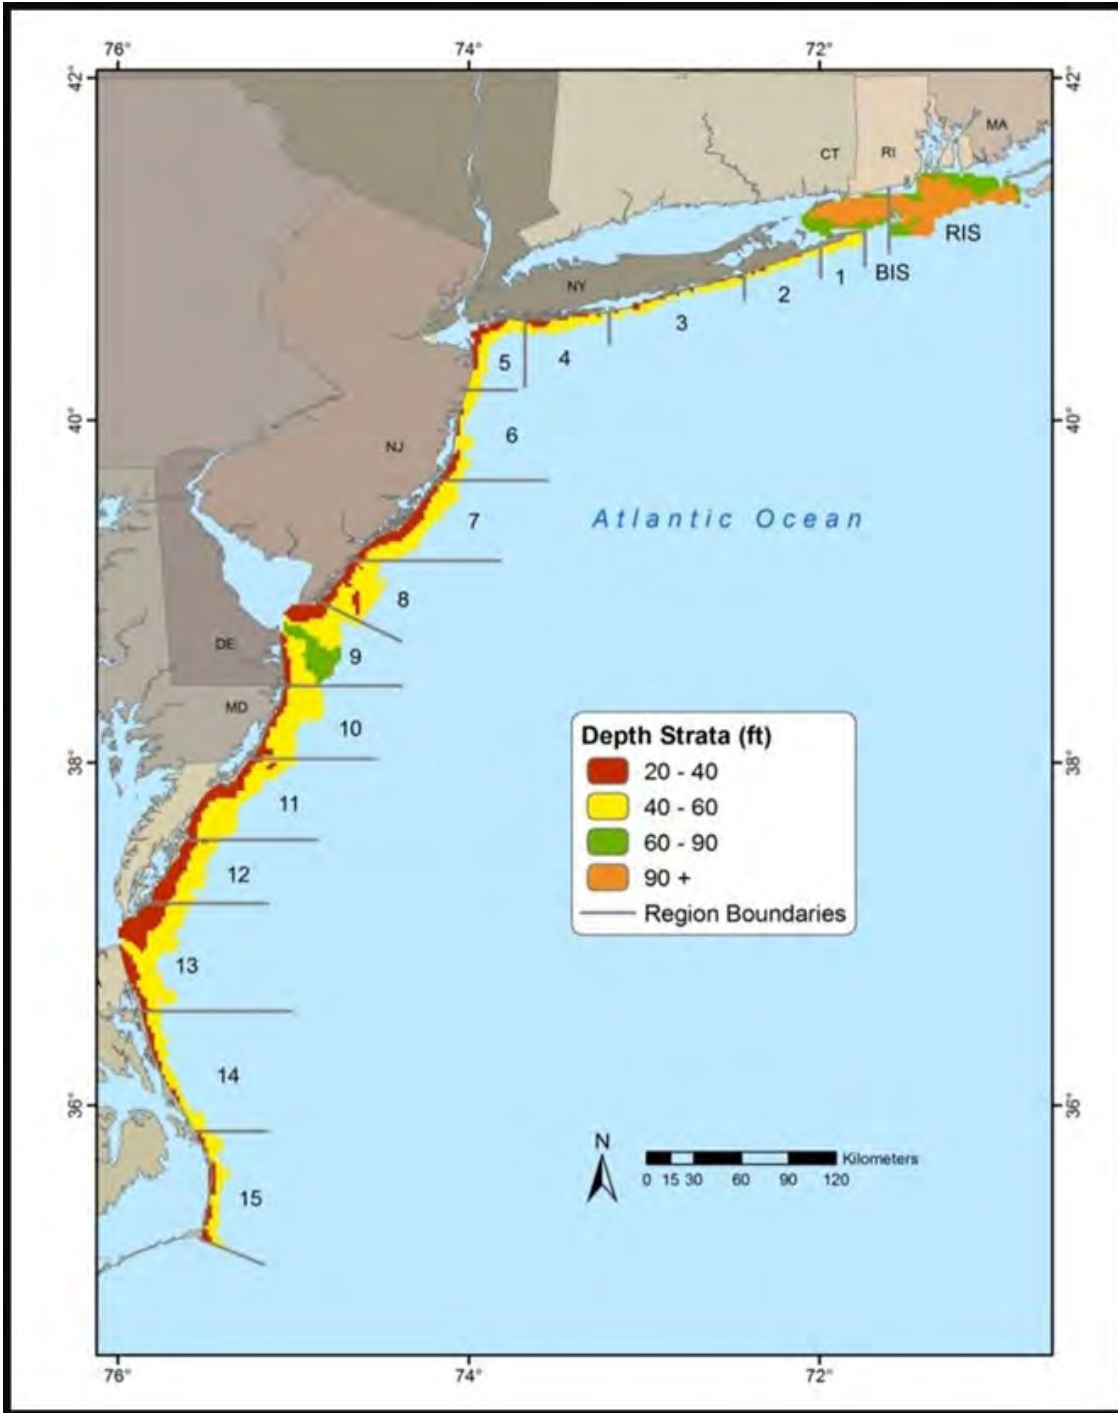 76° 74° 72°
42° 42°
MA
CT RI
RIS
BIS
1
NY
2
3
4
5
40° 40°
6
NJ
7
Atlantic Ocean
8
DE
9
MD
10
38° 38°
11
12
13
14
15
36° 36°
Depth Strata (ft)
20 - 40
40 - 60
60 - 90
90 +
Region Boundaries
N
Kilometers
0 15 30 60 90 120
76° 74° 72°